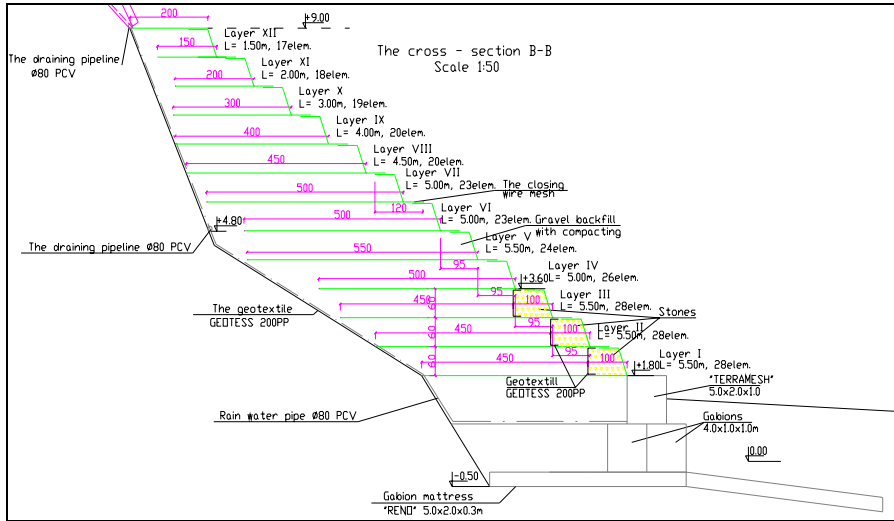 200
+9.00
The cross - section B-B
Scale 1:50
The draining pipeline
Ø80 PCV
Layer XII
L= 1.50m, 17elem.
150
Layer XI
L= 2.00m, 18elem.
200
Layer X
L= 3.00m, 19elem.
300
Layer IX
L= 4.00m, 20elem.
400
Layer VIII
L= 4.50m, 20elem.
450
Layer VII
L= 5.00m, 23elem.
The closing
wire mesh
500
120
Layer VI
L= 5.00m, 23elem.
Gravel backfill
with compacting
500
+4.80
Layer V
L= 5.50m, 24elem.
The draining pipeline Ø80 PCV
550
95
Layer IV
L= 5.00m, 26elem.
+3.60
500
95
Layer III
L= 5.50m, 28elem.
450
60
100
Stones
The geotextile
GEOTESS 200PP
95
Layer II
L= 5.50m, 28elem.
450
60
100
95
Layer I
L= 5.50m, 28elem.
+1.80
450
60
100
Geotextill
GEOTESS 200PP
"TERRAMESH"
5.0x2.0x1.0
Rain water pipe Ø80 PCV
Gabions
4.0x1.0x1.0m
0.00
-0.50
Gabion mattress
"RENO" 5.0x2.0x0.3m